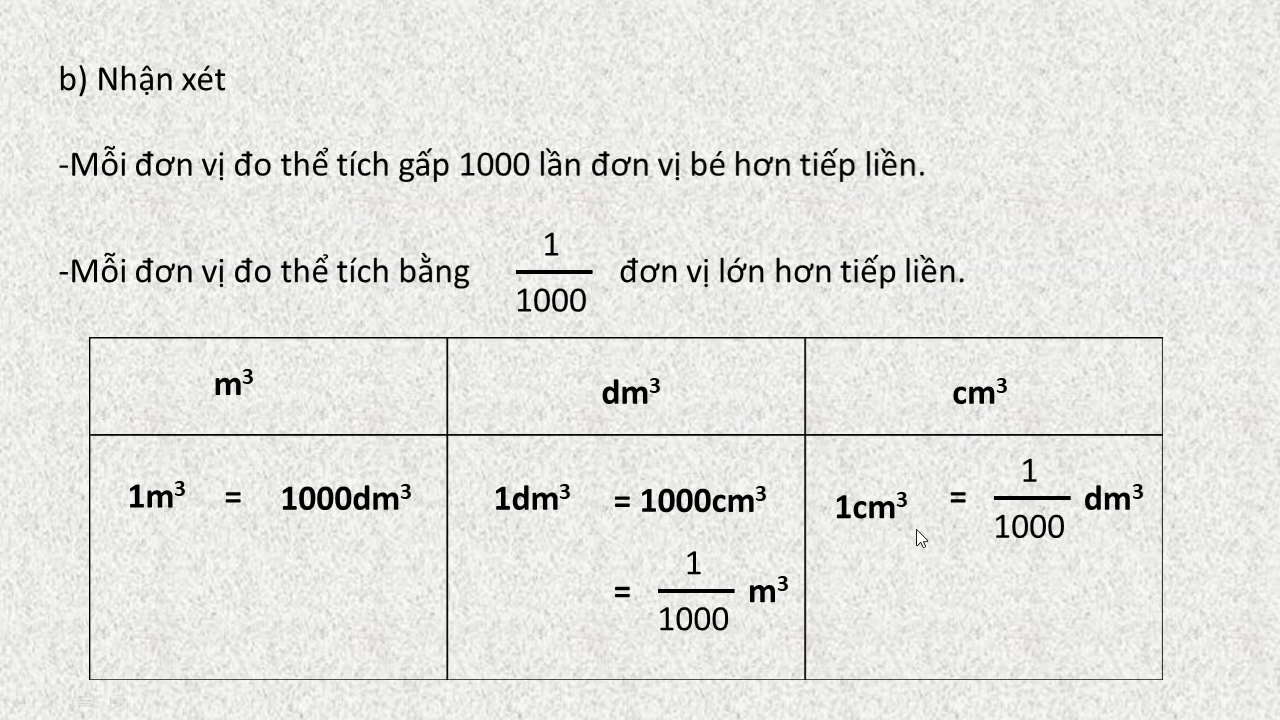 b) Nhận xét
-Mỗi đơn vị đo thể tích gấp 1000 lần đơn vị bé hơn tiếp liền.
-Mỗi đơn vị đo thể tích bằng 1/1000 đơn vị lớn hơn tiếp liền.
m³ dm³ cm³
1m³ = 1000dm³ 1dm³ = 1000cm³ 1cm³ = 1/1000 dm³
= 1/1000 m³